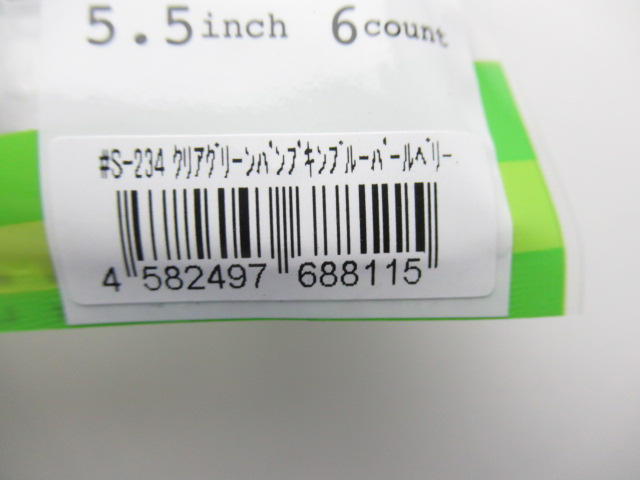 5.5inch 6count
#S-234 クリアグリーンパンプキンブルーパールベリー
4 582497 688115